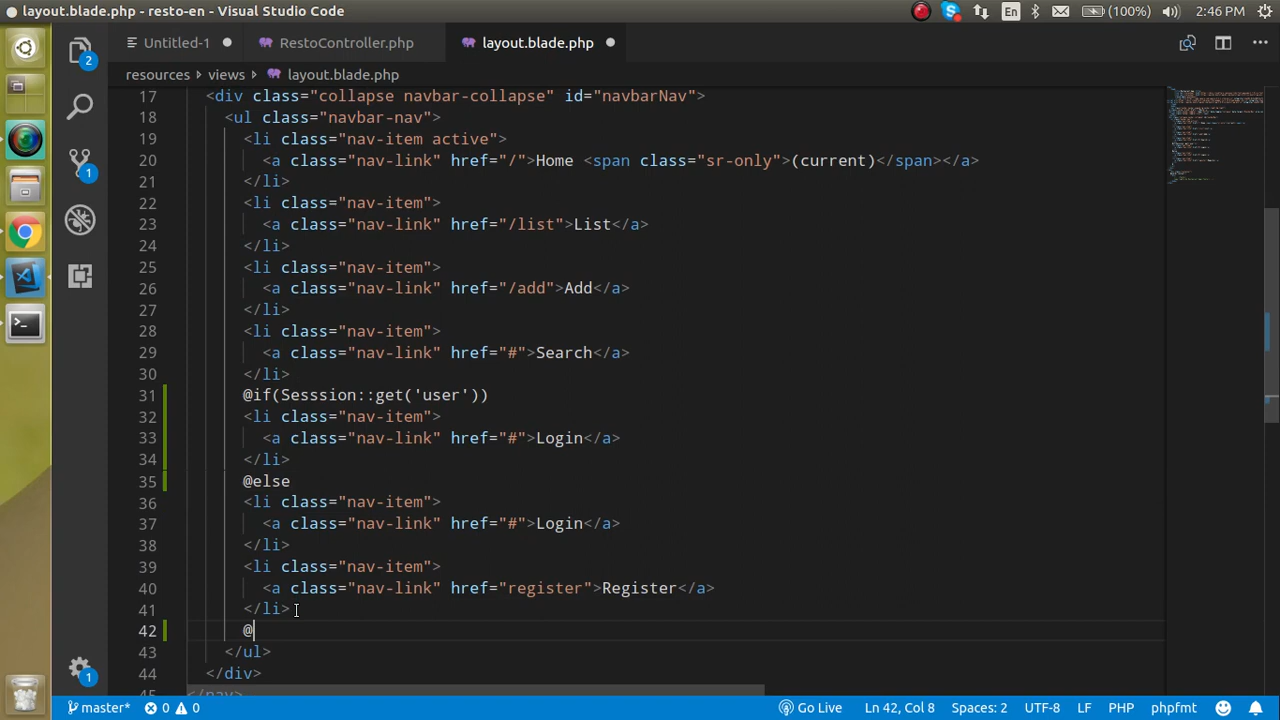 layout.blade.php - resto-en - Visual Studio Code
En
(100%)
2:46 PM
Untitled-1
RestoController.php
layout.blade.php
resources > views > layout.blade.php
2
1
1
17 <div class="collapse navbar-collapse" id="navbarNav">
18 <ul class="navbar-nav">
19 <li class="nav-item active">
20 <a class="nav-link" href="/">Home <span class="sr-only">(current)</span></a>
21 </li>
22 <li class="nav-item">
23 <a class="nav-link" href="/list">List</a>
24 </li>
25 <li class="nav-item">
26 <a class="nav-link" href="/add">Add</a>
27 </li>
28 <li class="nav-item">
29 <a class="nav-link" href="#">Search</a>
30 </li>
31 @if(Sesssion::get('user'))
32 <li class="nav-item">
33 <a class="nav-link" href="#">Login</a>
34 </li>
35 @else
36 <li class="nav-item">
37 <a class="nav-link" href="#">Login</a>
38 </li>
39 <li class="nav-item">
40 <a class="nav-link" href="register">Register</a>
41 </li>
42 @
43 </ul>
44 </div>
45 </nav>
master*
0
0
Go Live
Ln 42, Col 8
Spaces: 2
UTF-8
LF
PHP
phpfmt
1